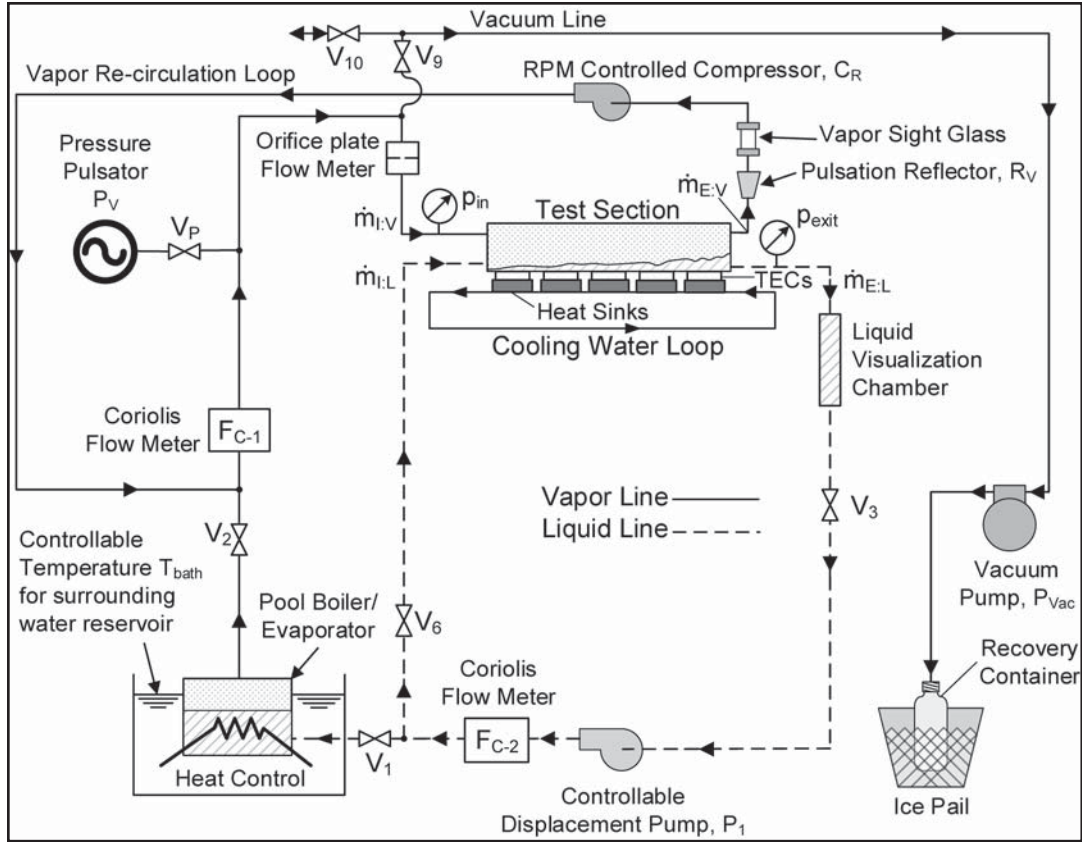 Vacuum Line
V10
V9
Vapor Re-circulation Loop
RPM Controlled Compressor, CR
Pressure
Pulsator
PV
Orifice plate
Flow Meter
Vapor Sight Glass
Pulsation Reflector, RV
VP
ṁI:V
pin
Test Section
ṁE:V
pexit
ṁI:L
TECs
ṁE:L
Heat Sinks
Cooling Water Loop
Liquid
Visualization
Chamber
Coriolis
Flow Meter
FC-1
Vapor Line
Liquid Line
V3
V2
Controllable
Temperature Tbath
for surrounding
water reservoir
Pool Boiler/
Evaporator
V6
Vacuum
Pump, PVac
Recovery
Container
Coriolis
Flow Meter
FC-2
V1
Heat Control
Controllable
Displacement Pump, P1
Ice Pail